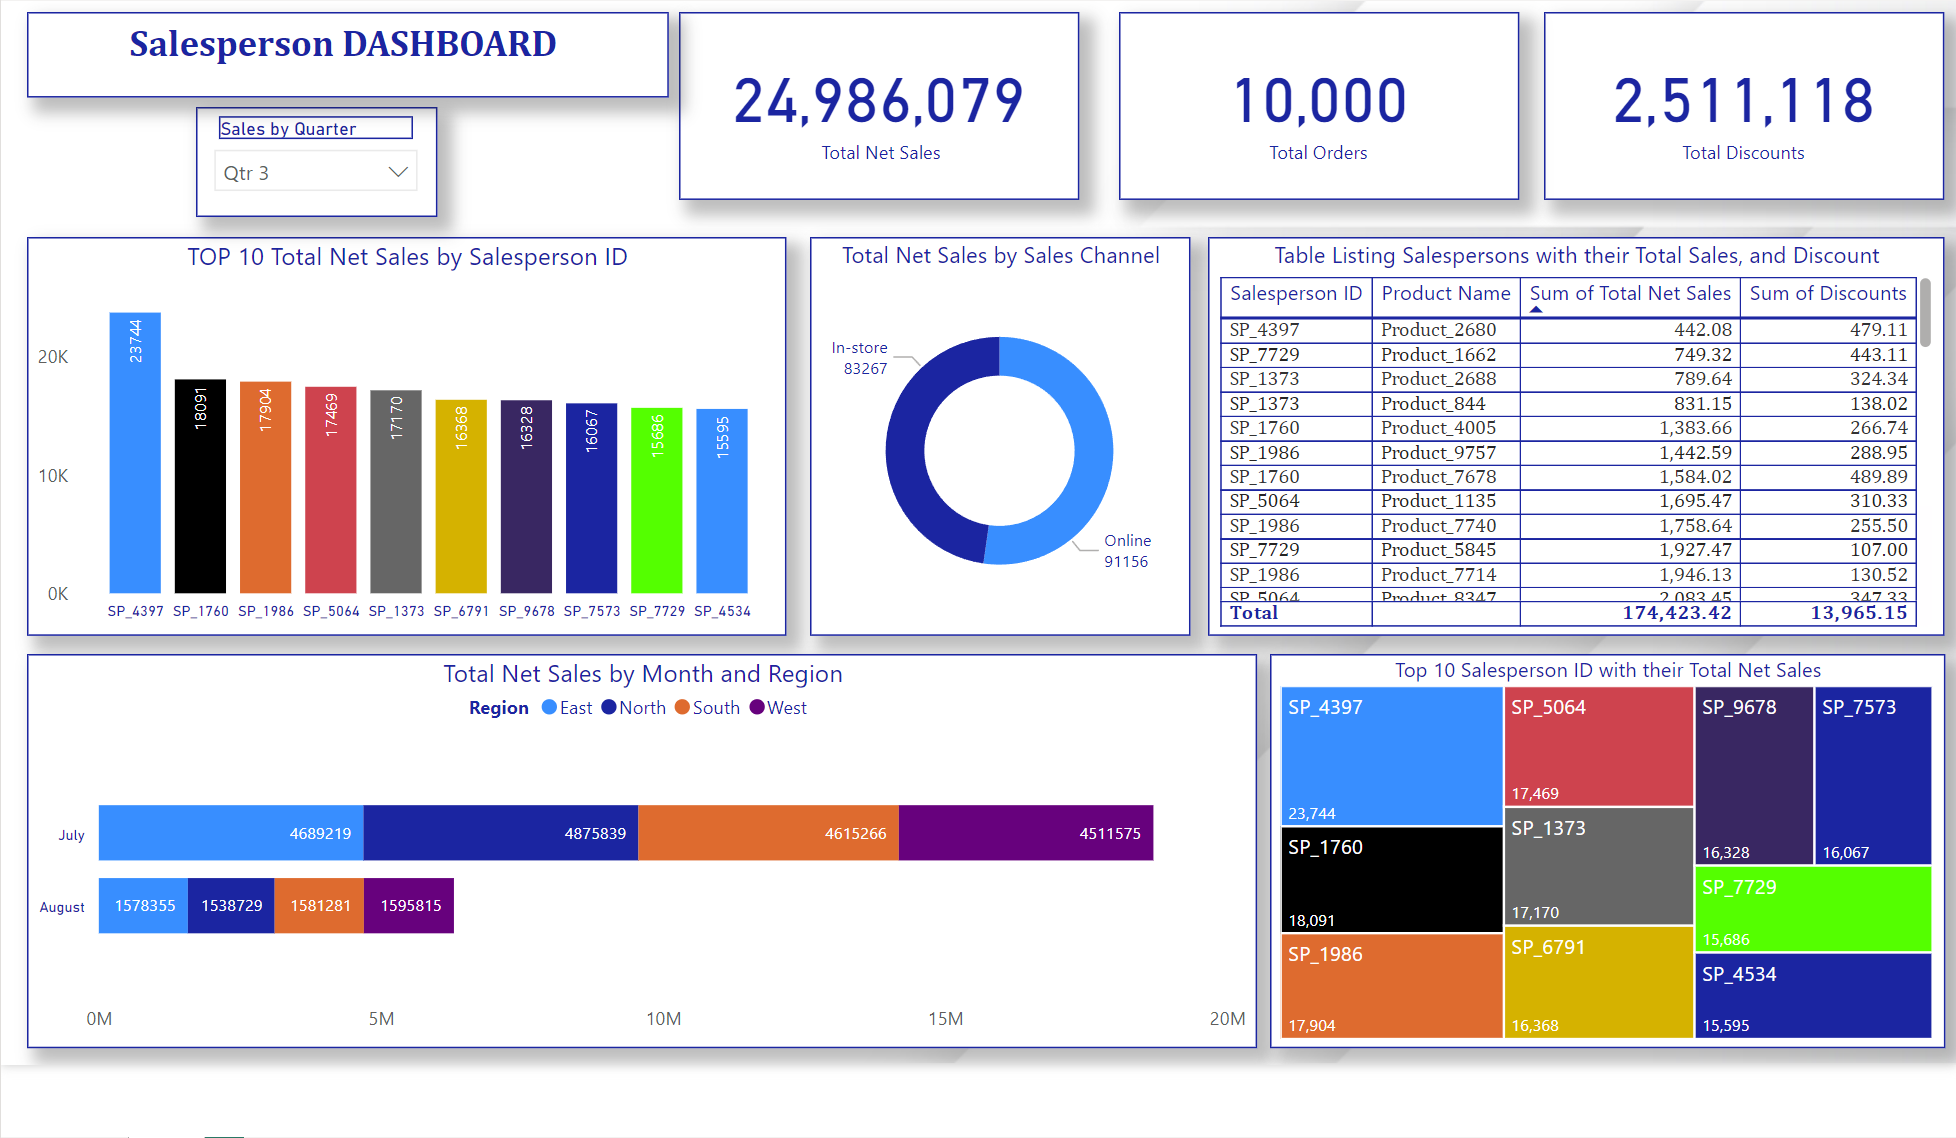 Salesperson DASHBOARD
Sales by Quarter
Qtr 3
24,986,079
Total Net Sales
10,000
Total Orders
2,511,118
Total Discounts
TOP 10 Total Net Sales by Salesperson ID
20K
10K
0K
23744
18091
17904
17469
17170
16368
16328
16067
15686
15595
SP_4397 SP_1760 SP_1986 SP_5064 SP_1373 SP_6791 SP_9678 SP_7573 SP_7729 SP_4534
Total Net Sales by Sales Channel
In-store
83267
Online
91156
Table Listing Salespersons with their Total Sales, and Discount
Salesperson ID Product Name Sum of Total Net Sales Sum of Discounts
SP_4397 Product_2680 442.08 479.11
SP_7729 Product_1662 749.32 443.11
SP_1373 Product_2688 789.64 324.34
SP_1373 Product_844 831.15 138.02
SP_1760 Product_4005 1,383.66 266.74
SP_1986 Product_9757 1,442.59 288.95
SP_1760 Product_7678 1,584.02 489.89
SP_5064 Product_1135 1,695.47 310.33
SP_1986 Product_7740 1,758.64 255.50
SP_7729 Product_5845 1,927.47 107.00
SP_1986 Product_7714 1,946.13 130.52
SP_5064 Product_8347 2,083.45 347.33
Total 174,423.42 13,965.15
Total Net Sales by Month and Region
Region East North South West
July 4689219 4875839 4615266 4511575
August 1578355 1538729 1581281 1595815
0M 5M 10M 15M 20M
Top 10 Salesperson ID with their Total Net Sales
SP_4397
23,744
SP_1760
18,091
SP_1986
17,904
SP_5064
17,469
SP_1373
17,170
SP_6791
16,368
SP_9678
16,328
SP_7573
16,067
SP_7729
15,686
SP_4534
15,595